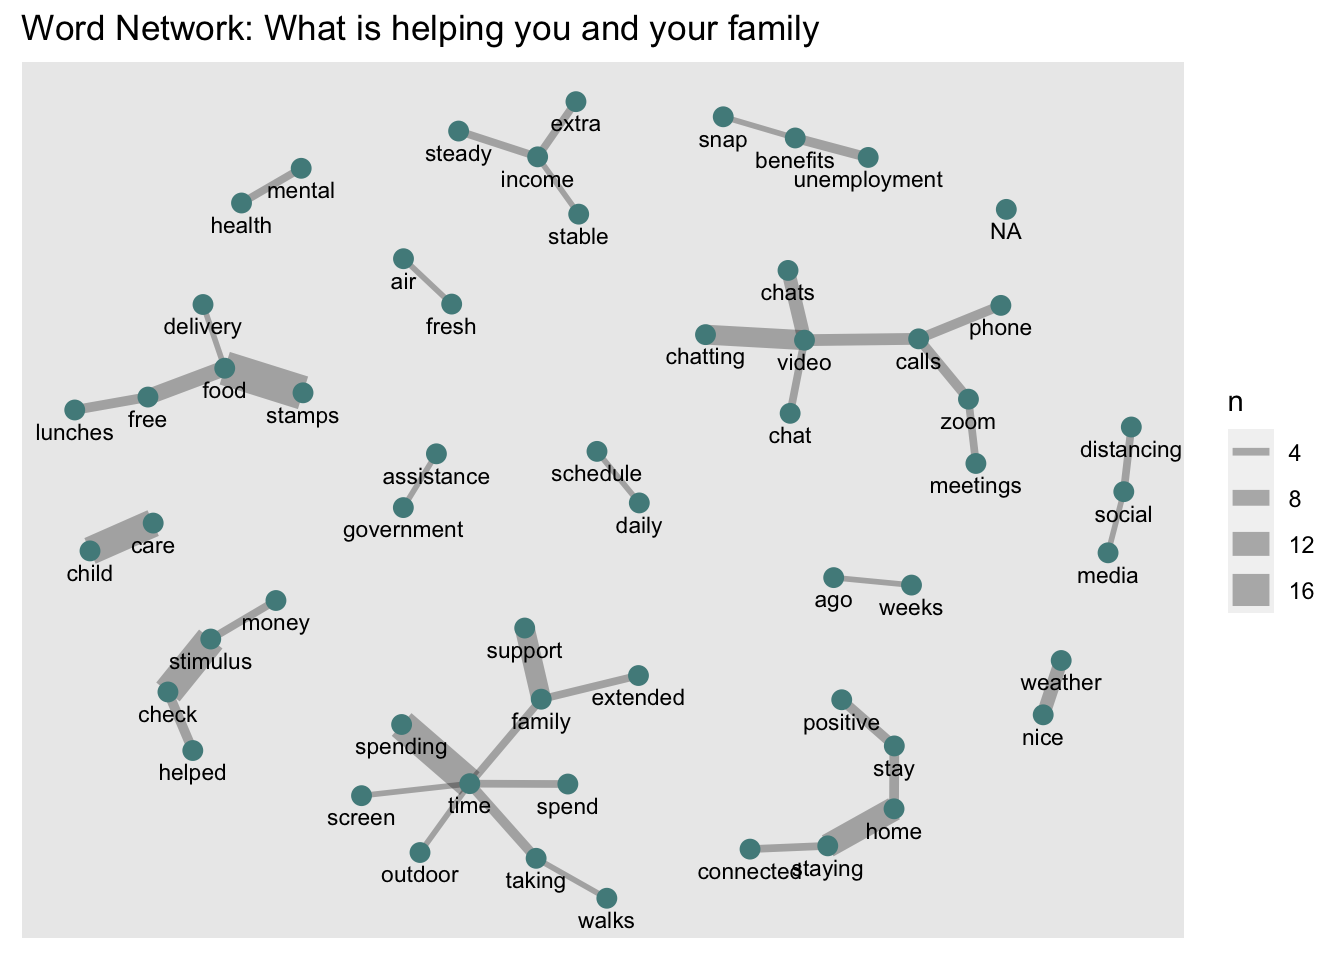 Word Network: What is helping you and your family
extra
steady
snap
benefits
income
unemployment
mental
health
stable
NA
air
chats
fresh
delivery
phone
chatting
video
calls
food
stamps
free
lunches
zoom
chat
distancing
assistance
schedule
meetings
social
government
daily
care
child
media
ago
weeks
money
support
stimulus
weather
extended
check
family
positive
nice
spending
stay
helped
time
spend
screen
home
connected
staying
outdoor
taking
walks
n
4
8
12
16